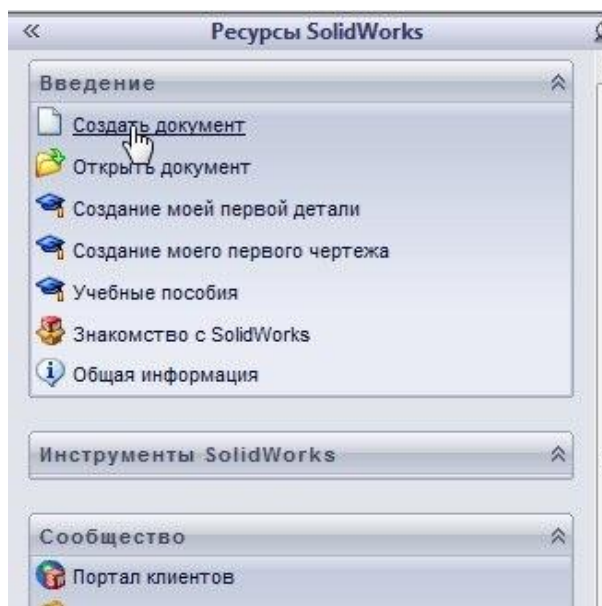 Ресурсы SolidWorks
Введение
Создать документ
Открыть документ
Создание моей первой детали
Создание моего первого чертежа
Учебные пособия
Знакомство с SolidWorks
Общая информация
Инструменты SolidWorks
Сообщество
Портал клиентов